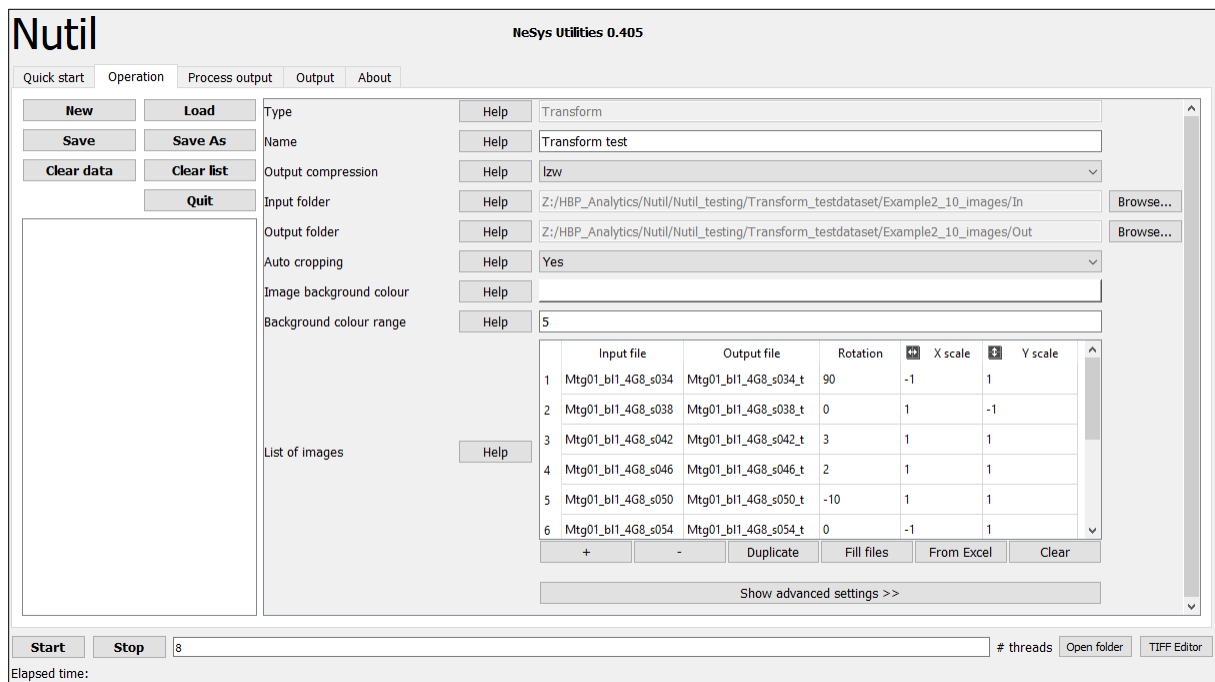 Nutil
NeSys Utilities 0.405
Quick start Operation Process output Output About
New Load
Save Save As
Clear data Clear list
Quit
Type Help Transform
Name Help Transform test
Output compression Help lzw
Input folder Help Z:/HBP_Analytics/Nutil/Nutil_testing/Transform_testdataset/Example2_10_images/In Browse...
Output folder Help Z:/HBP_Analytics/Nutil/Nutil_testing/Transform_testdataset/Example2_10_images/Out Browse...
Auto cropping Help Yes
Image background colour Help
Background colour range Help 5
List of images Help
Input file Output file Rotation X scale Y scale
1 Mtg01_bl1_4G8_s034 Mtg01_bl1_4G8_s034_t 90 -1 1
2 Mtg01_bl1_4G8_s038 Mtg01_bl1_4G8_s038_t 0 1 -1
3 Mtg01_bl1_4G8_s042 Mtg01_bl1_4G8_s042_t 3 1 1
4 Mtg01_bl1_4G8_s046 Mtg01_bl1_4G8_s046_t 2 1 1
5 Mtg01_bl1_4G8_s050 Mtg01_bl1_4G8_s050_t -10 1 1
6 Mtg01_bl1_4G8_s054 Mtg01_bl1_4G8_s054_t 0 -1 1
+ - Duplicate Fill files From Excel Clear
Show advanced settings >>
Start Stop 8 # threads Open folder TIFF Editor
Elapsed time: